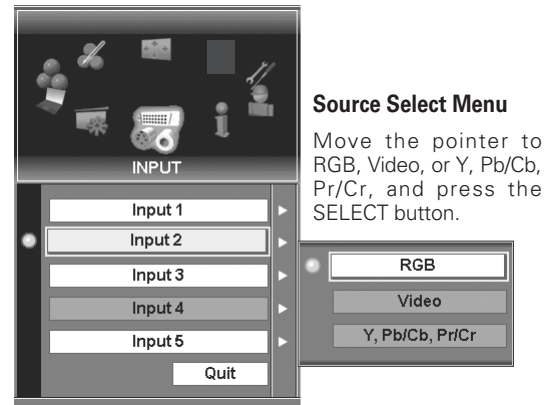 INPUT
Input 1
Input 2
Input 3
Input 4
Input 5
Quit
Source Select Menu
Move the pointer to
RGB, Video, or Y, Pb/Cb,
Pr/Cr, and press the
SELECT button.
RGB
Video
Y, Pb/Cb, Pr/Cr